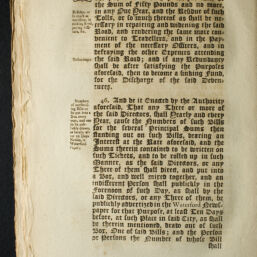 the Sum of Fifty Pounds and no more,
in any One Year, and the Residue of such
Tolls, or so much thereof as shall be ne-
cessary in repairing and widening the said
Road, and rendering the same more con-
venient to Travellers, and in the Pay-
ment of the necessary Officers, and in
defraying the other Expences attending
the said Road; and if any Redundancy
shall be after satisfying the Purposes
aforesaid, then to become a sinking Fund,
for the Discharge of the said Deben-
tures.
46. And be it Enacted by the Authority
aforesaid, That any Three or more of
the said Directors, shall Yearly and every
Year, cause the Numbers of such Bills
for the several Principal Sums then
standing out on such Bills, bearing an
Interest at the Rate aforesaid, and the
Sums therein contained to be written on
such Tickets, and to be rolled up in such
Manner, as the said Directors, or any
Three of them shall direct, and put into
a Box, and well mixed together, and an
indifferent Person shall publickly in the
Forenoon of such Day, as shall by the
said Directors, or any Three of them, be
publickly advertised in the Waterford News-
paper for that Purpose, at least Ten Days
before, at such Place in said City, as shall
be therein mentioned, draw out of such
Box, One of said Bills; and the Person
or Persons the Number of whose Bill
shall